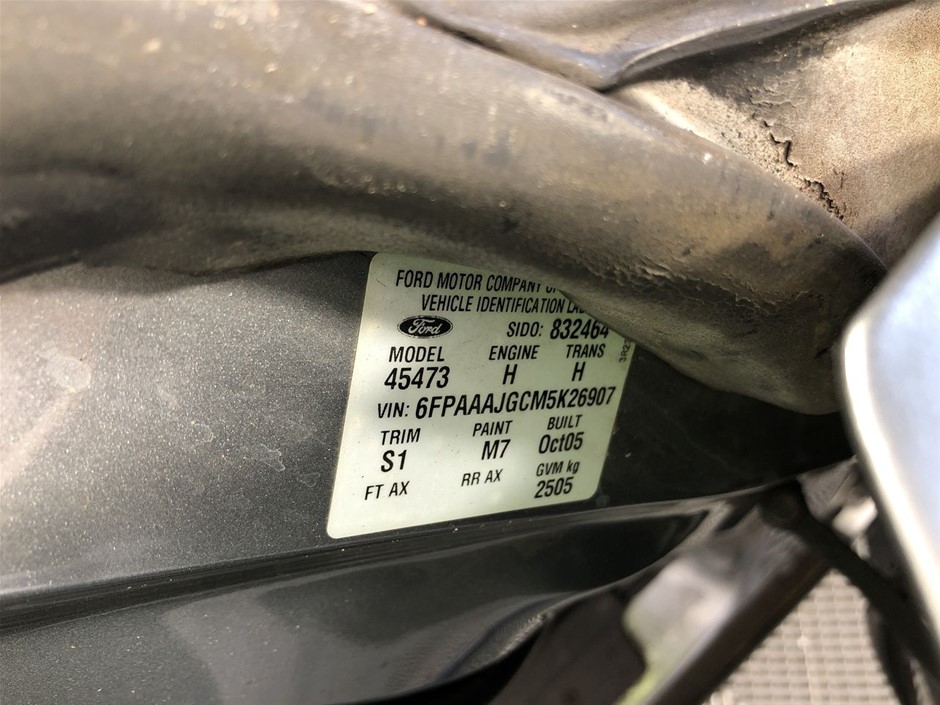 FORD MOTOR COMPANY
VEHICLE IDENTIFICATION
Ford SIDO: 832464
MODEL ENGINE TRANS
45473 H H
VIN: 6FPAAAJGCM5K26907
TRIM PAINT BUILT
S1 M7 Oct05
FT AX RR AX GVM kg
2505